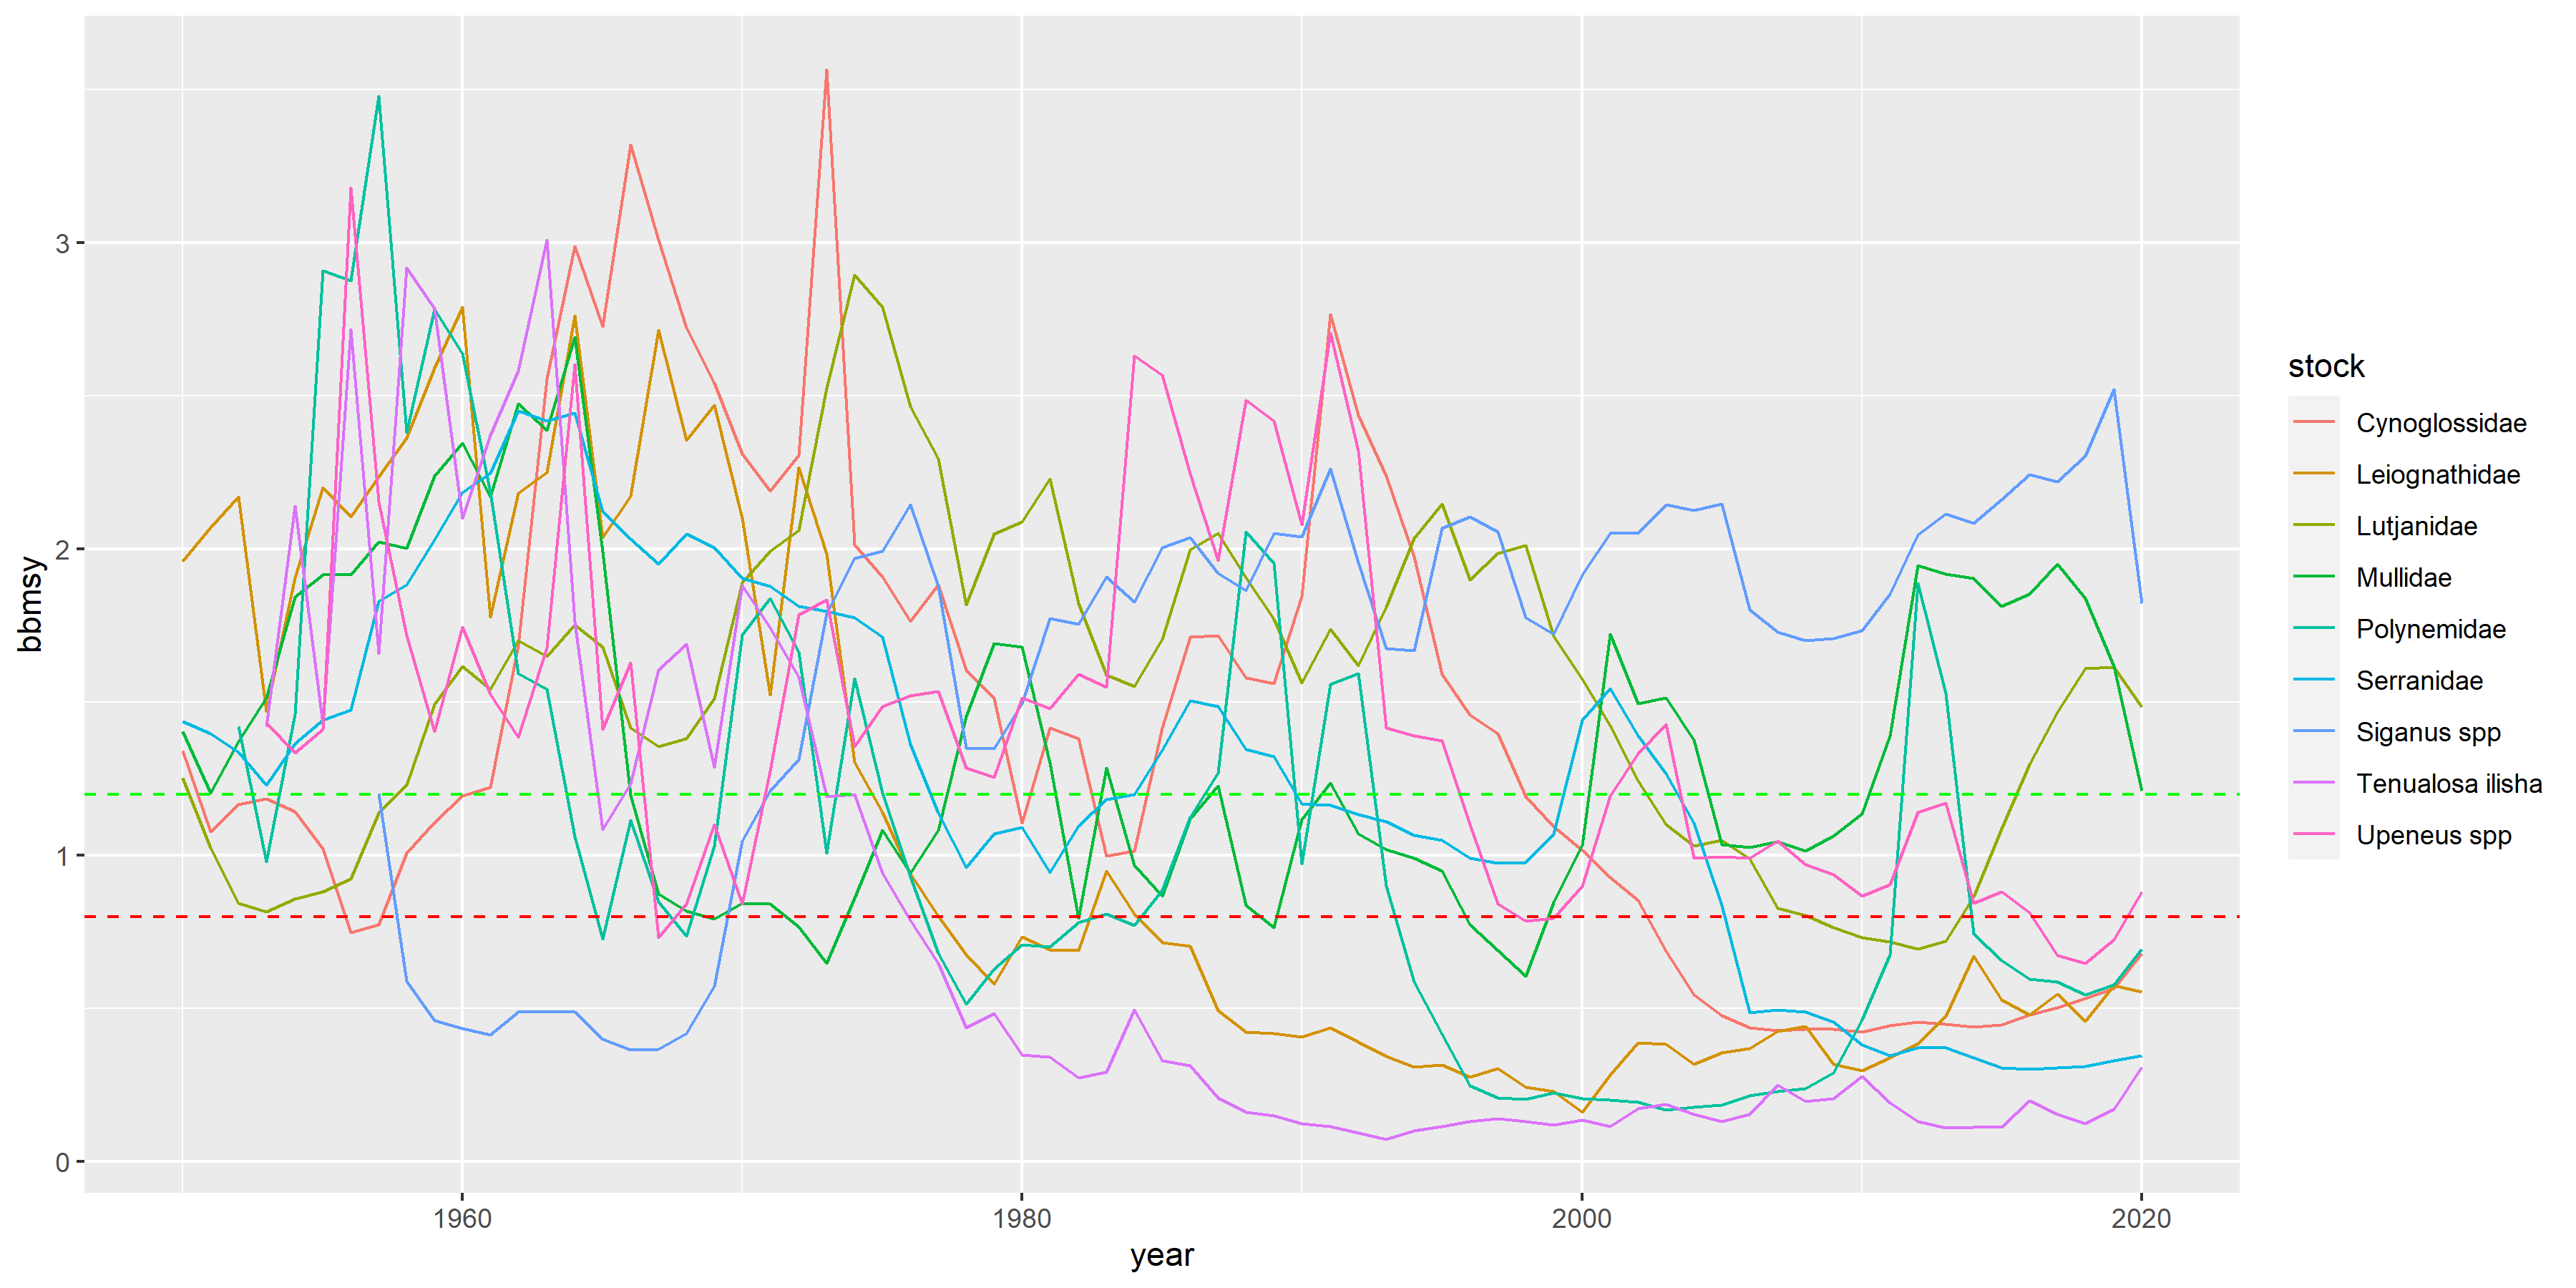 bbmsy
3
2
1
0
1960
1980
2000
2020
year
stock
Cynoglossidae
Leiognathidae
Lutjanidae
Mullidae
Polynemidae
Serranidae
Siganus spp
Tenualosa ilisha
Upeneus spp